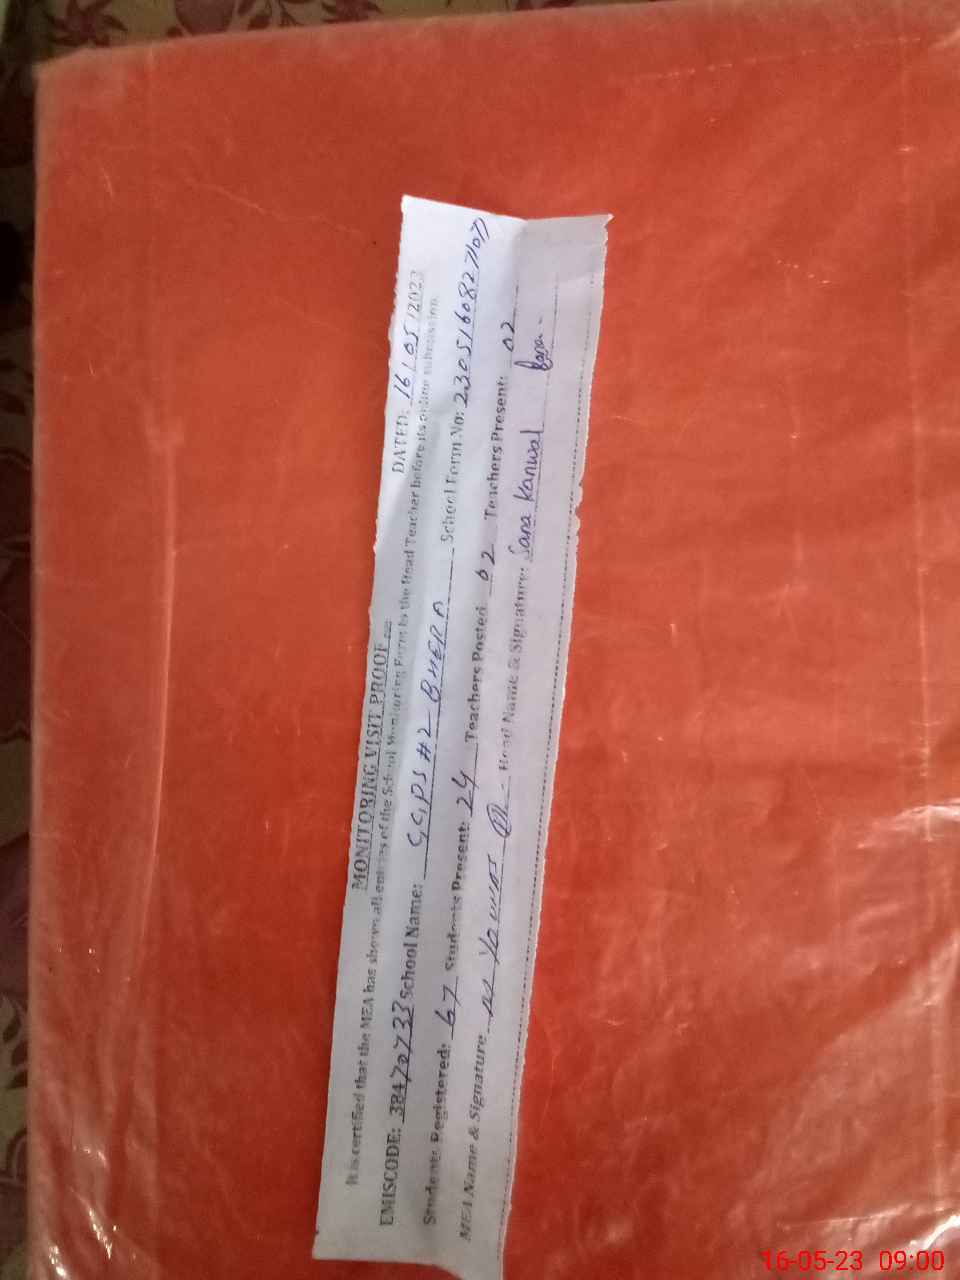 MONITORING VISIT PROOF
DATED: 16/05/2023
It is certified that the MEA has shown all entries of the School Monitoring Form to the Head Teacher before its online submission.
EMISCODE: 38470733 School Name: GGPS #2 BHERA School Form No: 2305160827107
Students Registered: 67 Students Present: 24 Teachers Posted 02 Teachers Present: 02
MEA Name & Signature Head Name & Signature: Sana Kanwal Sana
16-05-23 09:00